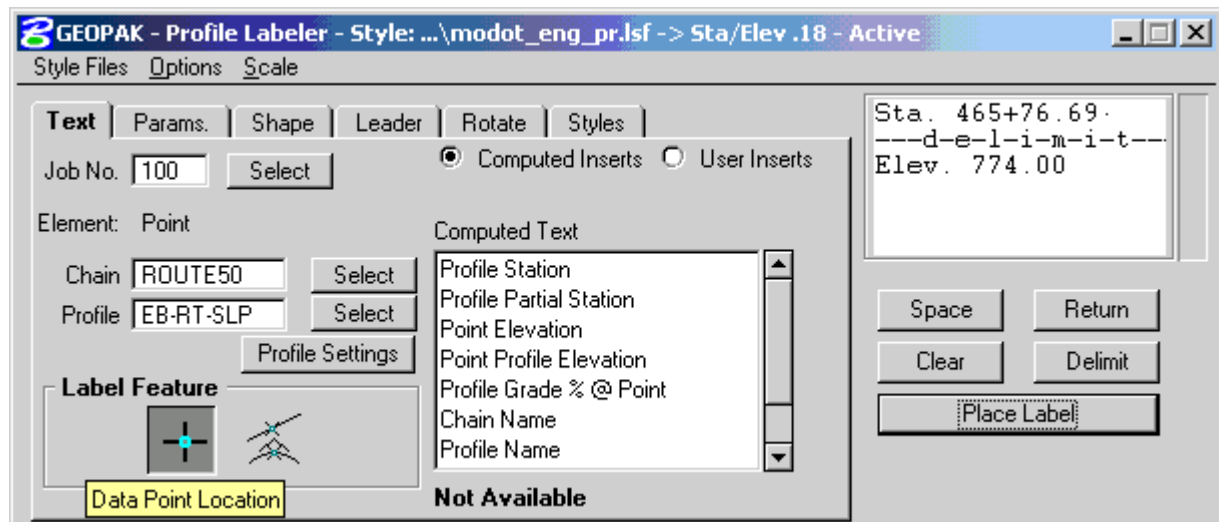 GEOPAK - Profile Labeler - Style: ...\modot_eng_pr.lsf -> Sta/Elev .18 - Active
Style Files Options Scale
Text Params. Shape Leader Rotate Styles
Job No. 100 Select
Computed Inserts User Inserts
Element: Point
Chain ROUTE50 Select
Profile EB-RT-SLP Select
Profile Settings
Label Feature
Data Point Location
Computed Text
Profile Station
Profile Partial Station
Point Elevation
Point Profile Elevation
Profile Grade % @ Point
Chain Name
Profile Name
Not Available
Sta. 465+76.69·
---d-e-l-i-m-i-t---
Elev. 774.00
Space Return
Clear Delimit
Place Label